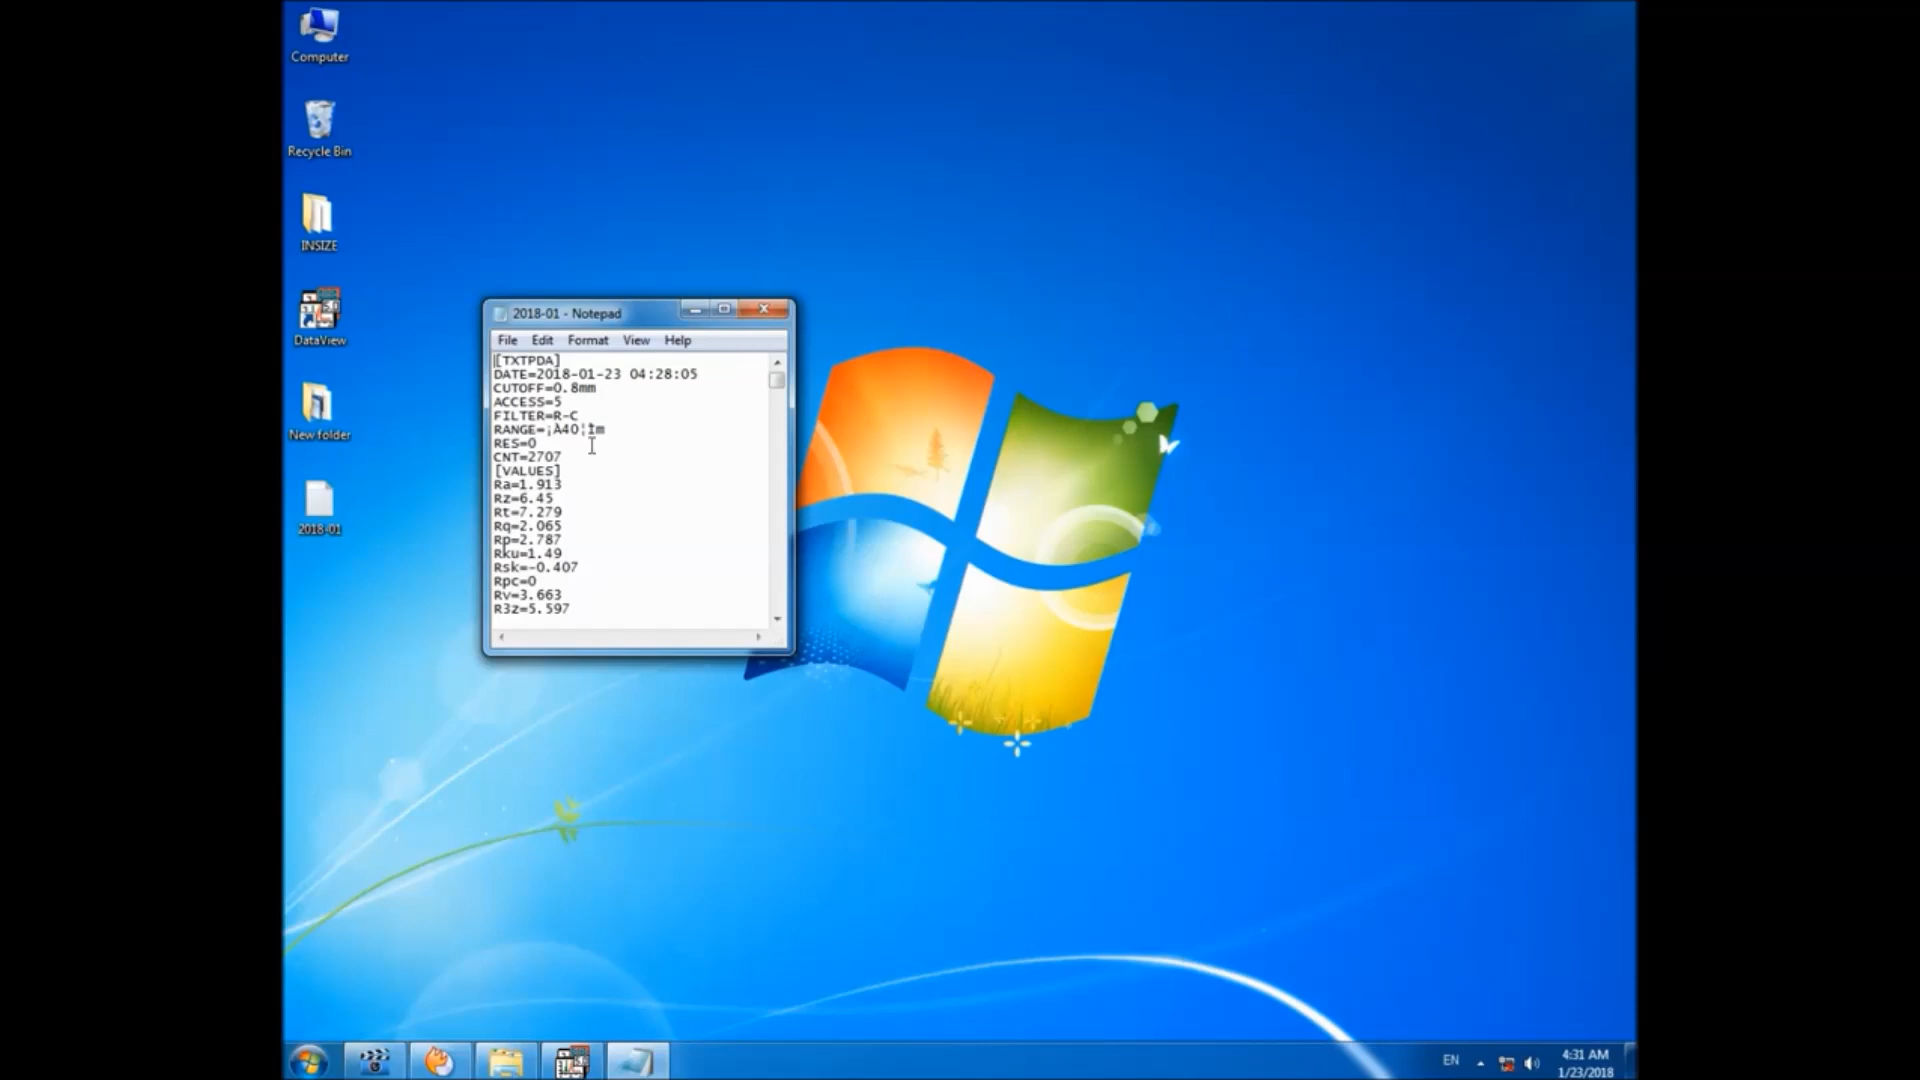 Computer
Recycle Bin
INSIZE
DataView
New folder
2018-01
2018-01 - Notepad
File Edit Format View Help
[TXTPDA]
DATE=2018-01-23 04:28:05
CUTOFF=0.8mm
ACCESS=5
FILTER=R-C
RANGE=¡À40¦Ìm
RES=0
CNT=2707
[VALUES]
Ra=1.913
Rz=6.45
Rt=7.279
Rq=2.065
Rp=2.787
Rku=1.49
Rsk=-0.407
Rpc=0
Rv=3.663
R3z=5.597
EN
4:31 AM
1/23/2018